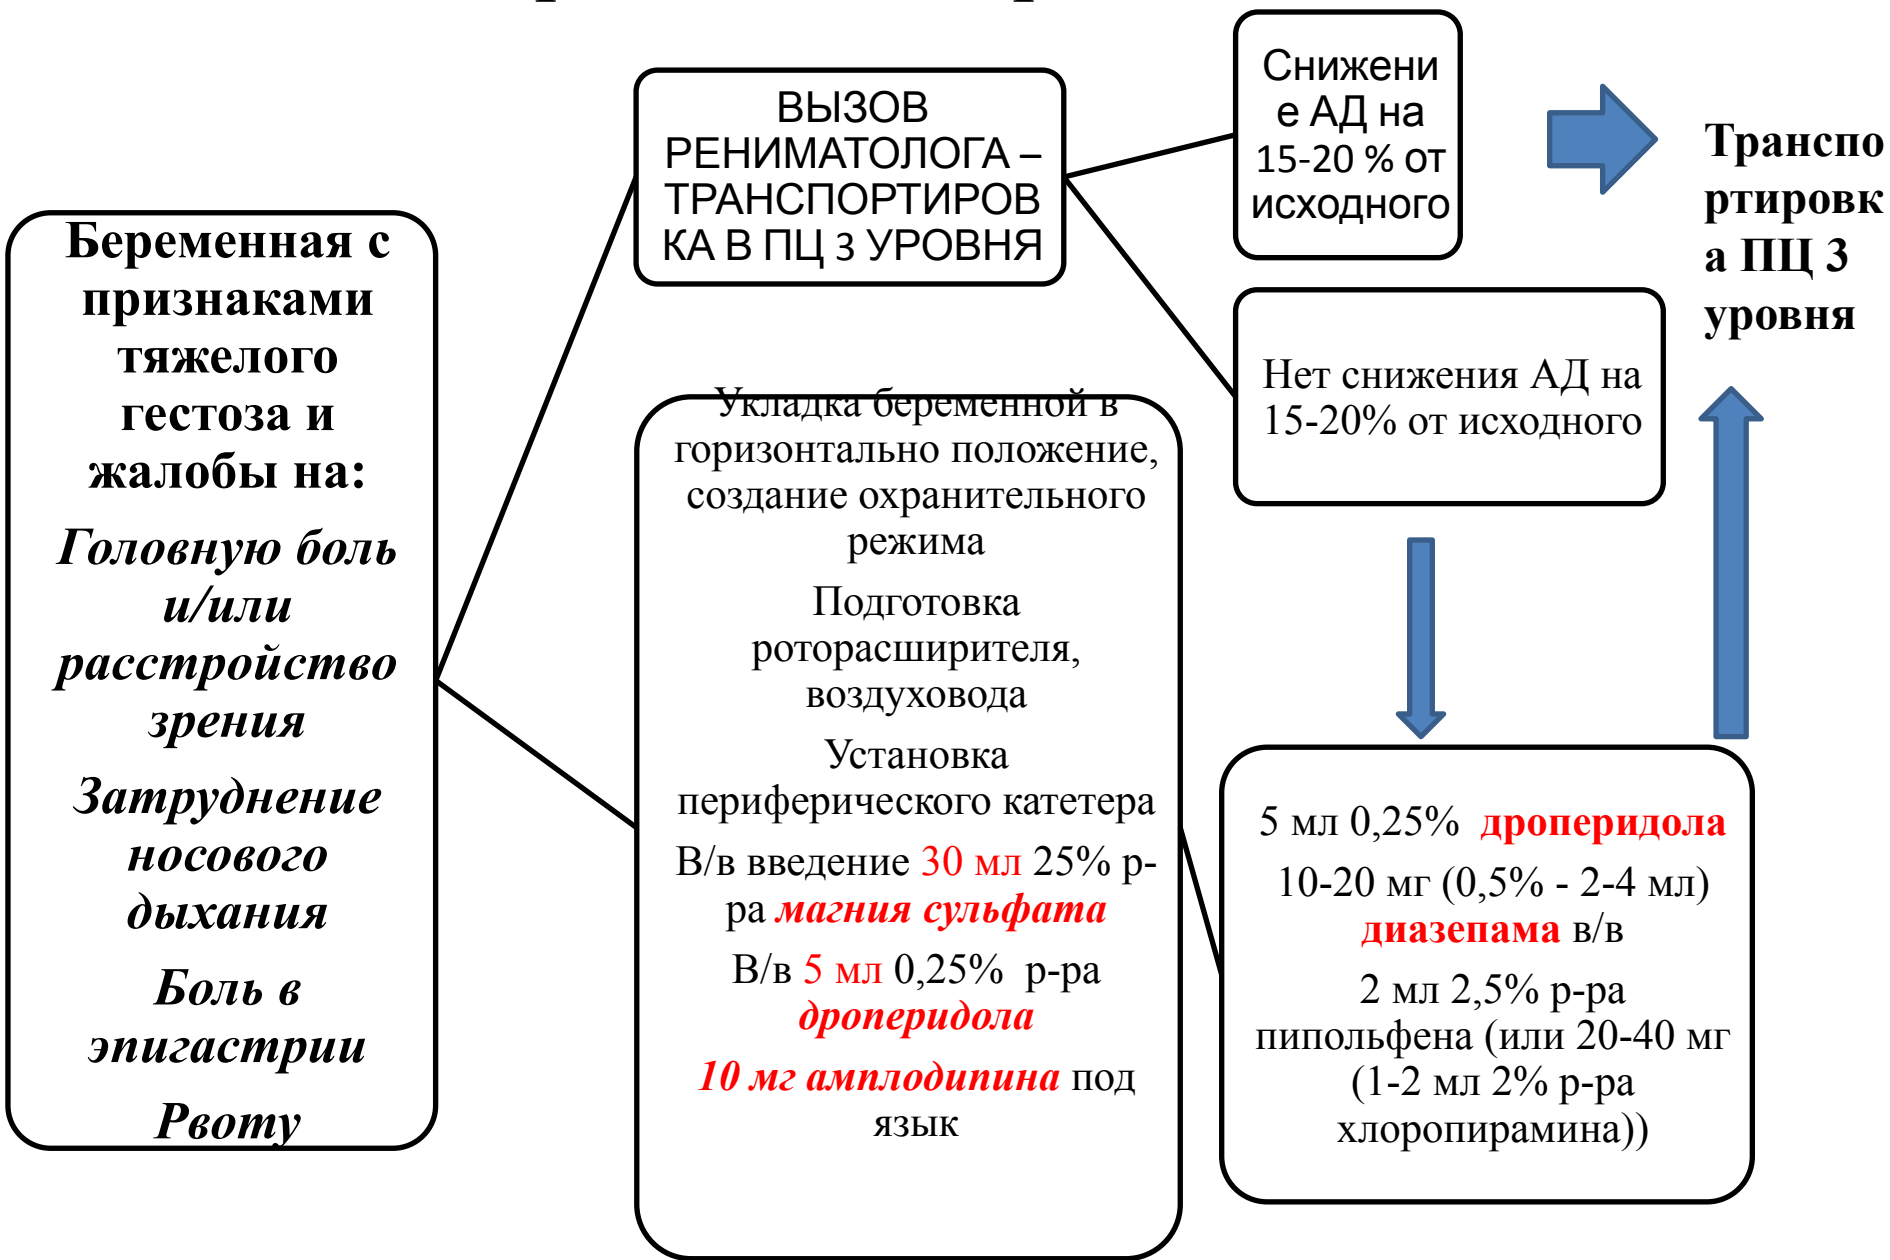 Беременная с
признаками
тяжелого
гестоза и
жалобы на:
Головную боль
и/или
расстройство
зрения
Затруднение
носового
дыхания
Боль в
эпигастрии
Рвоту
ВЫЗОВ
РЕНИМАТОЛОГА –
ТРАНСПОРТИРОВ
КА В ПЦ 3 УРОВНЯ
Укладка беременной в
горизонтально положение,
создание охранительного
режима
Подготовка
роторасширителя,
воздуховода
Установка
периферического катетера
В/в введение 30 мл 25% р-
ра магния сульфата
В/в 5 мл 0,25% р-ра
дроперидола
10 мг амплодипина под
язык
Снижени
е АД на
15-20 % от
исходного
Нет снижения АД на
15-20% от исходного
5 мл 0,25% дроперидола
10-20 мг (0,5% - 2-4 мл)
диазепама в/в
2 мл 2,5% р-ра
пипольфена (или 20-40 мг
(1-2 мл 2% р-ра
хлоропирамина))
Транспо
ртировк
а ПЦ 3
уровня